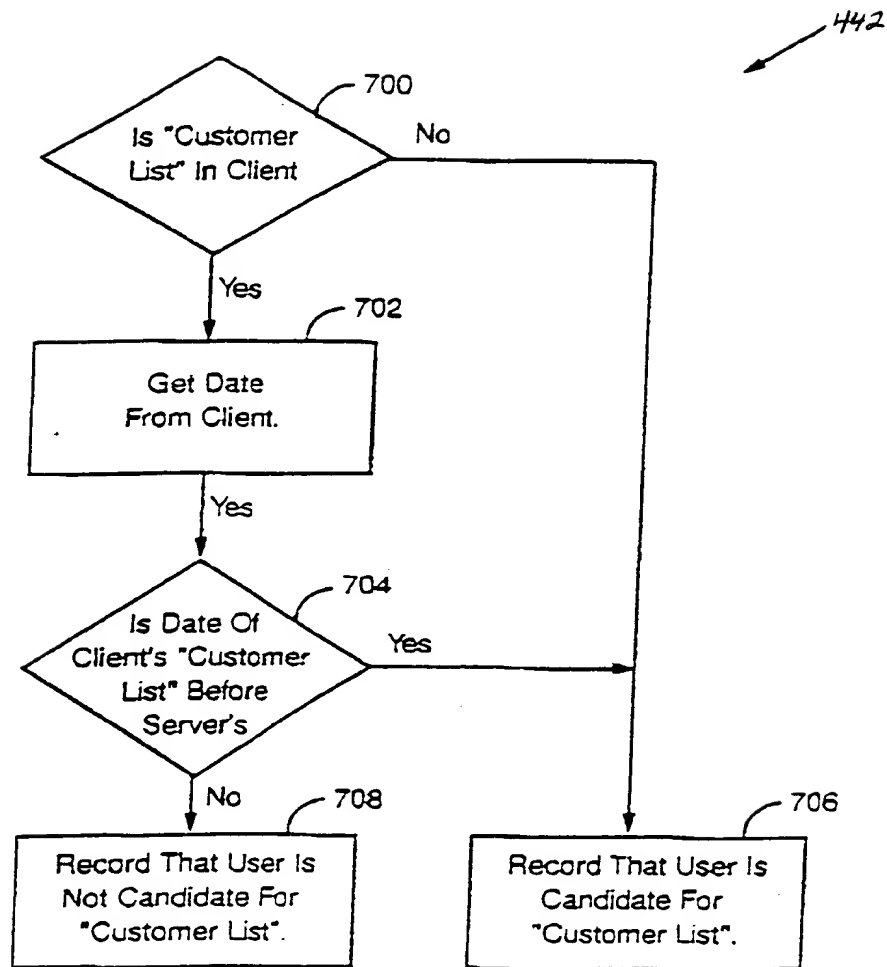 442
700
Is "Customer
List" In Client
No
Yes
702
Get Date
From Client.
Yes
704
Is Date Of
Client's "Customer
List" Before
Server's
Yes
No
708
706
Record That User Is
Not Candidate For
"Customer List".
Record That User Is
Candidate For
"Customer List".